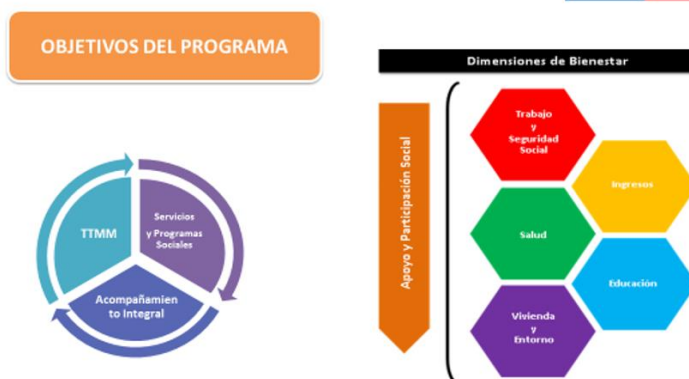 OBJETIVOS DEL PROGRAMA
TTMM
Servicios
y Programas
Sociales
Acompañamien
to Integral
Dimensiones de Bienestar
Apoyo y Participación Social
Trabajo
y
Seguridad
Social
Ingresos
Salud
Educación
Vivienda
y
Entorno